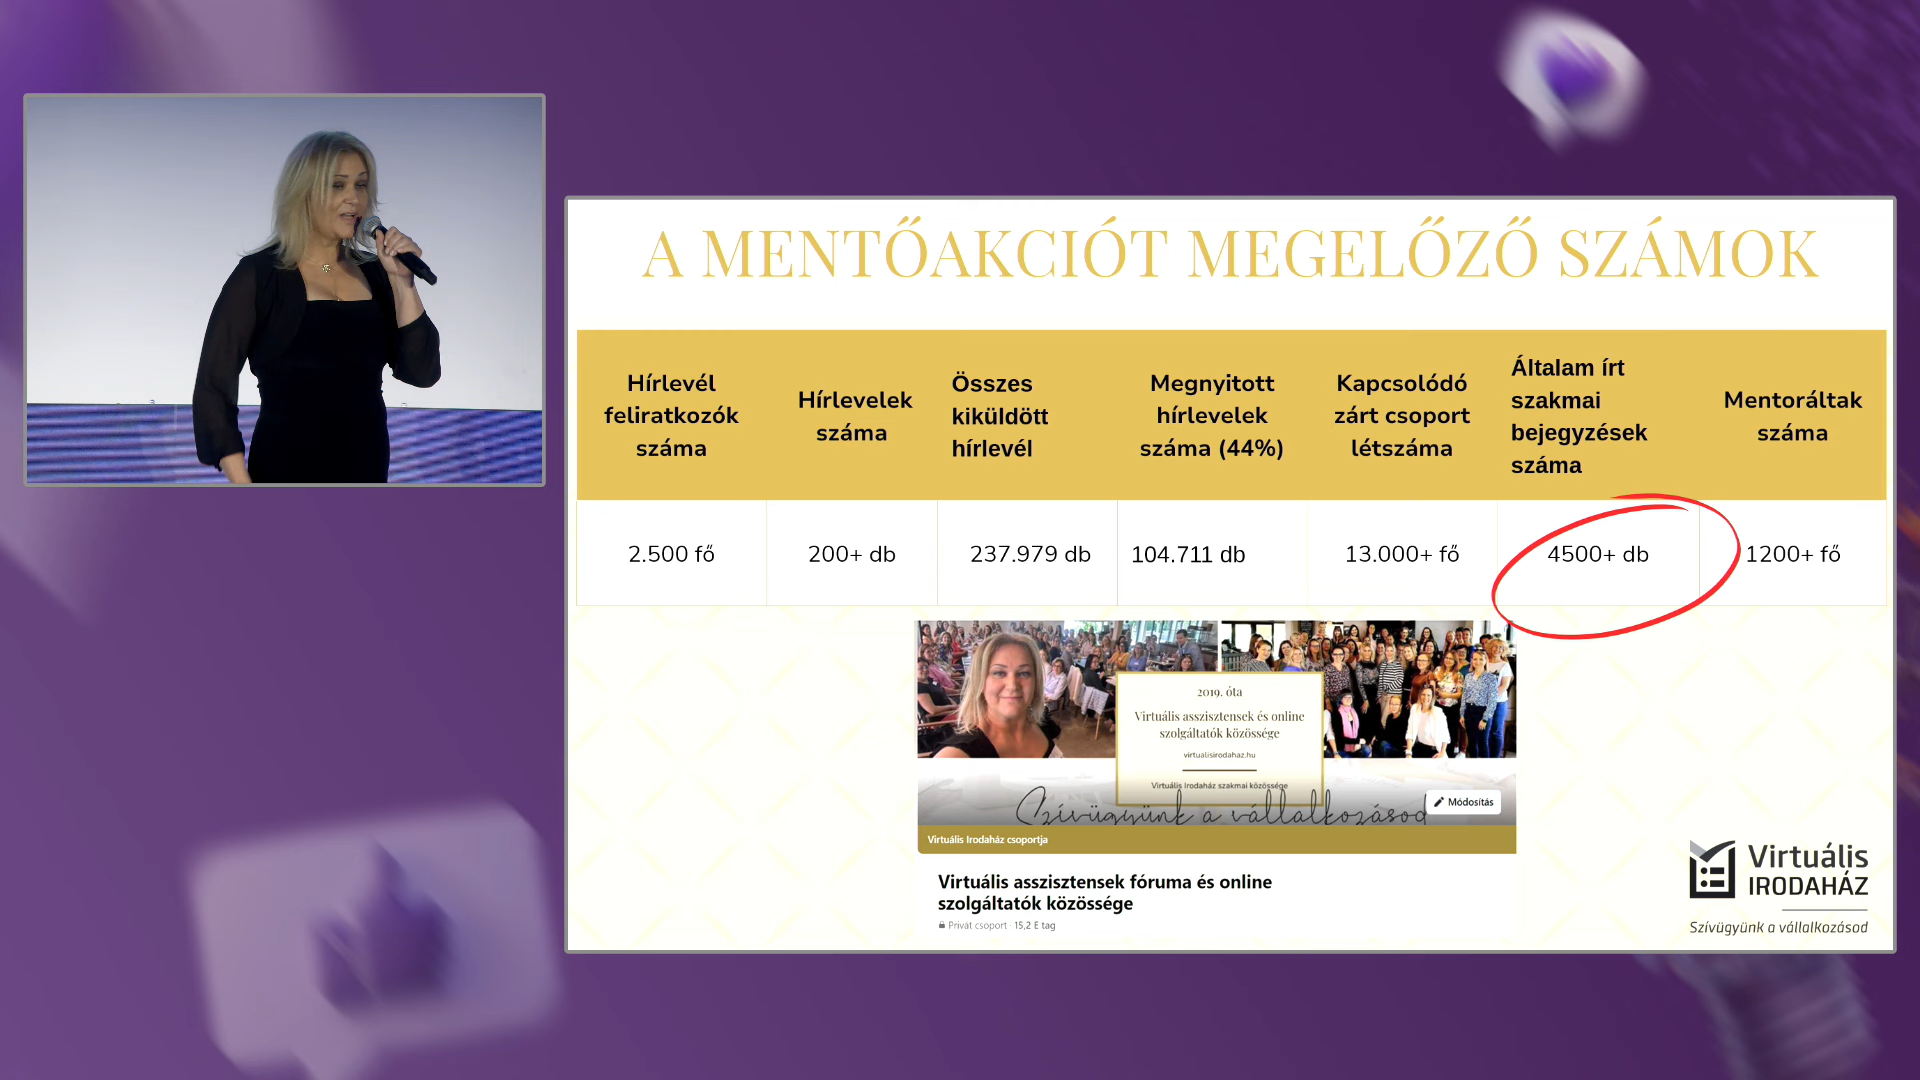 A MENTŐAKCIÓT MEGELŐZŐ SZÁMOK
Hírlevél
feliratkozók
száma
Hírlevelek
száma
Összes
kiküldött
hírlevél
Megnyitott
hírlevelek
száma (44%)
Kapcsolódó
zárt csoport
létszáma
Általam írt
szakmai
bejegyzések
száma
Mentoráltak
száma
2.500 fő
200+ db
237.979 db
104.711 db
13.000+ fő
4500+ db
1200+ fő
2019. óta
Virtuális asszisztensek és online
szolgáltatók közössége
virtualisirodahaz.hu
Virtuális Irodaház szakmai közössége
Szívügyünk a vállalkozásod
Módosítás
Virtuális Irodaház csoportja
Virtuális asszisztensek fóruma és online
szolgáltatók közössége
Privát csoport · 15,2 E tag
Virtuális
IRODAHÁZ
Szívügyünk a vállalkozásod